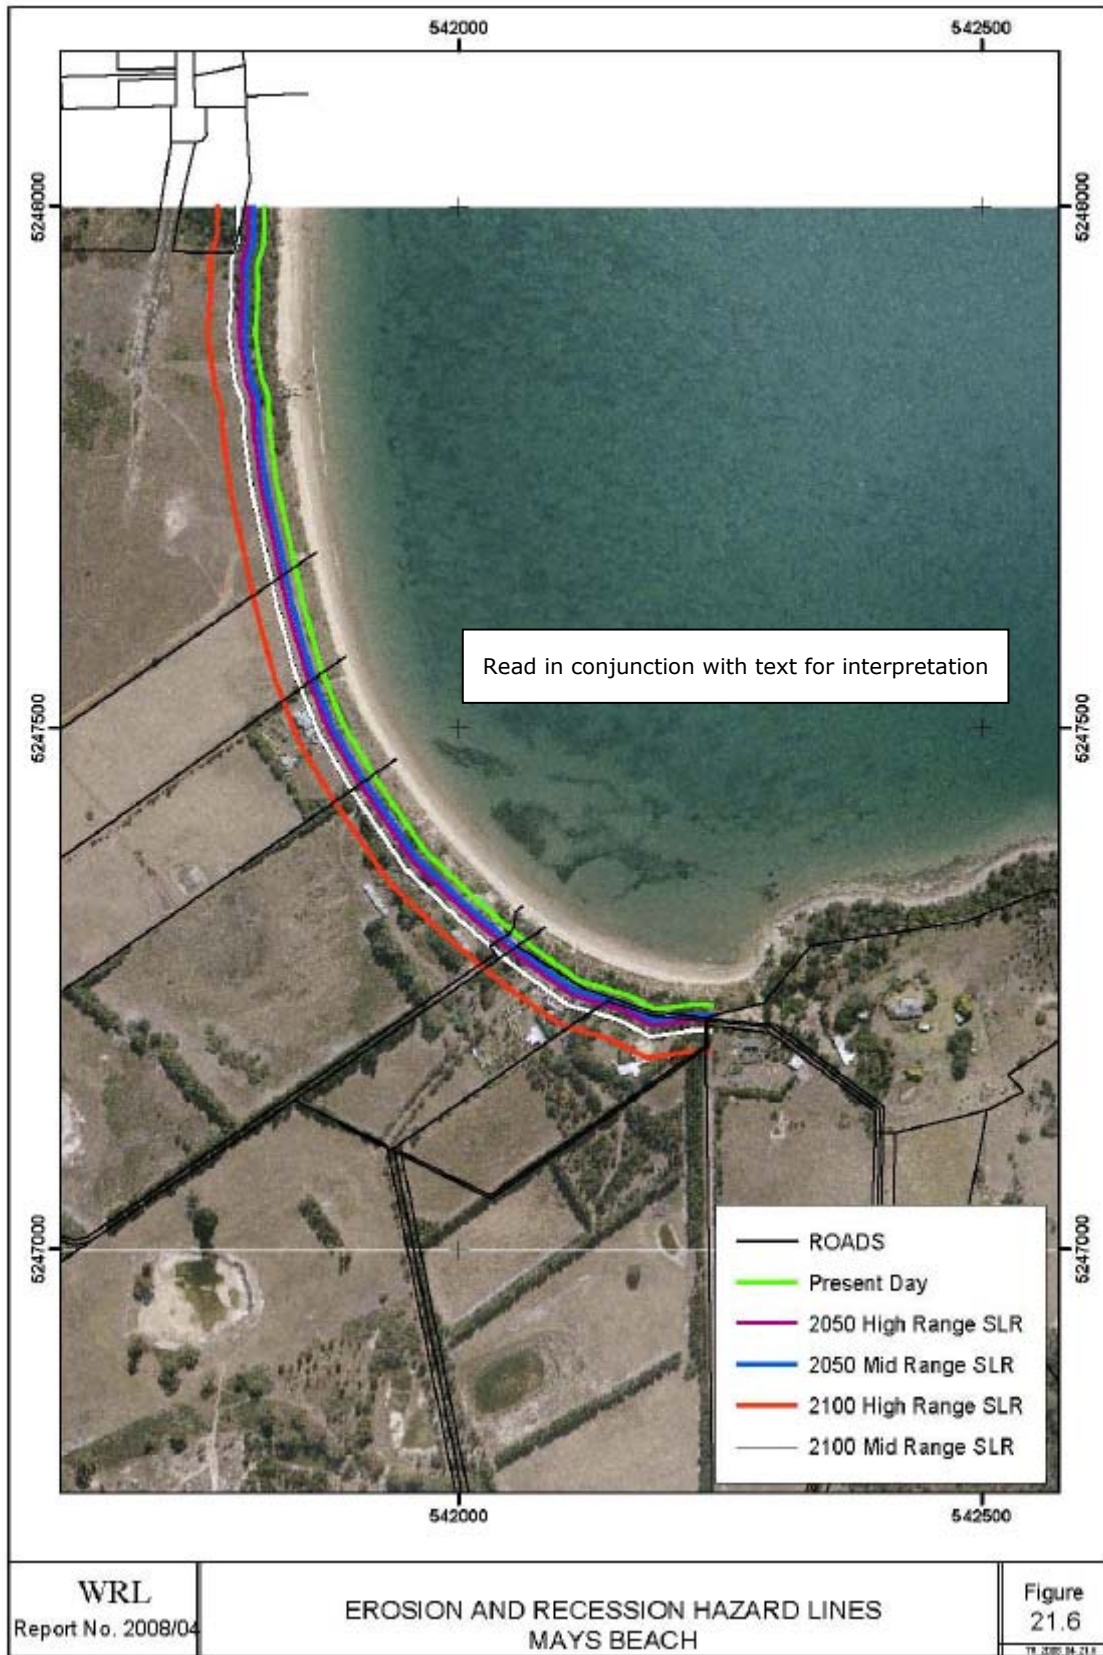 542000
542500
5248000
5248000
Read in conjunction with text for interpretation
5247500
5247500
5247000
5247000
ROADS
Present Day
2050 High Range SLR
2050 Mid Range SLR
2100 High Range SLR
2100 Mid Range SLR
542000
542500
WRL
Report No. 2008/04
EROSION AND RECESSION HAZARD LINES
MAYS BEACH
Figure
21.6